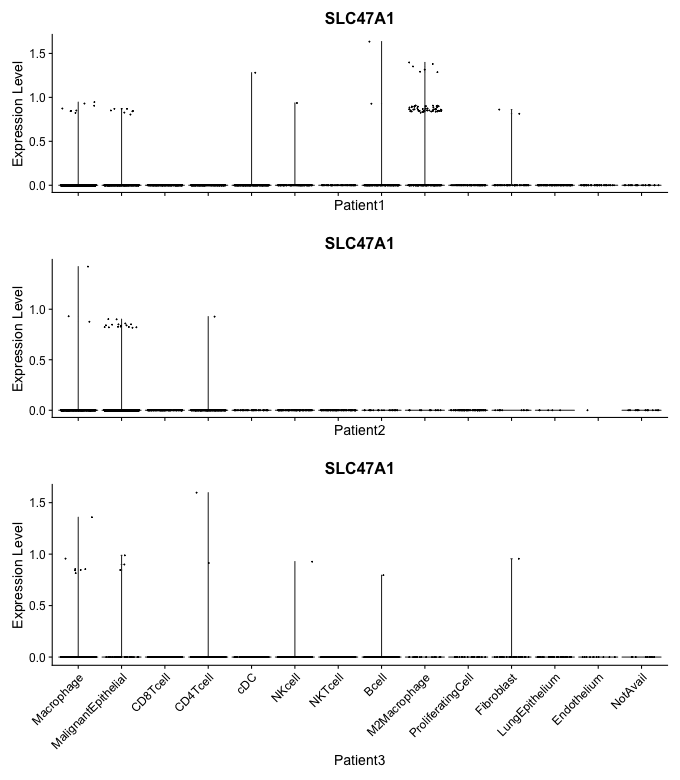 SLC47A1
Expression Level
1.5
1.0
0.5
0.0
Patient1
SLC47A1
Expression Level
1.0
0.5
0.0
Patient2
SLC47A1
Expression Level
1.5
1.0
0.5
0.0
Macrophage
MalignantEpithelial
CD8Tcell
CD4Tcell
cDC
NKcell
NKTcell
Bcell
M2Macrophage
ProliferatingCell
Fibroblast
LungEpithelium
Endothelium
NotAvail
Patient3